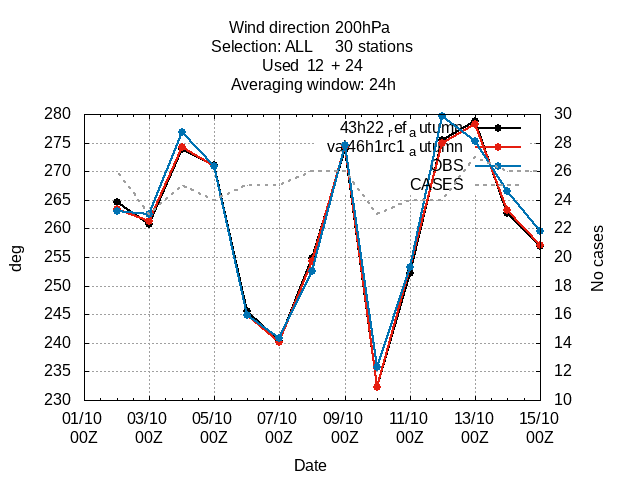 Wind direction 200hPa
Selection: ALL 30 stations
Used 12 + 24
Averaging window: 24h
280
275
270
265
260
255
250
245
240
235
230
30
28
26
24
22
20
18
16
14
12
10
deg
No cases
43h22 refautumn
OBS
CASES
01/10 03/10 05/10 07/10 09/10 11/10 13/10 15/10
00Z 00Z 00Z 00Z 00Z 00Z 00Z 00Z
Date